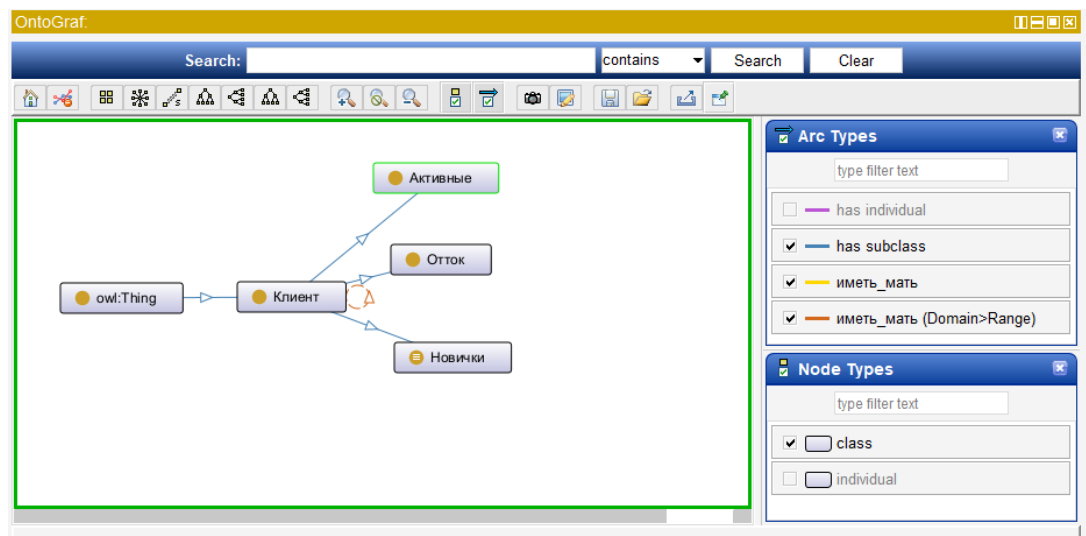 OntoGraf:
Search:
contains
Search
Clear
Активные
Отток
owl:Thing
Клиент
Новички
Arc Types
type filter text
has individual
has subclass
иметь_мать
иметь_мать (Domain>Range)
Node Types
type filter text
class
individual